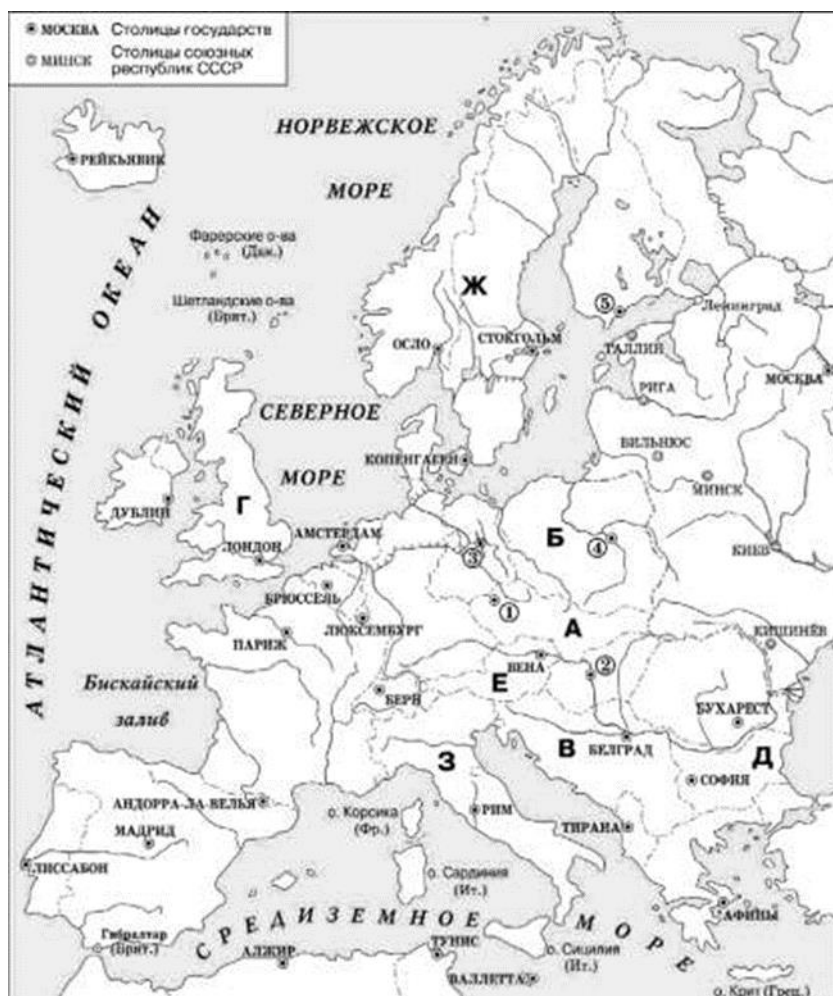 МОСКВА Столицы государств
МИНСК Столицы союзных
республик СССР
НОРВЕЖСКОЕ
МОРЕ
РЕЙКЬЯВИК
Фарерские о-ва
(Дат.)
Шетландские о-ва
(Брит.)
АТЛАНТИЧЕСКИЙ ОКЕАН
Ж
5
Ленинград
ОСЛО
СТОКГОЛЬМ
ТАЛЛИН
МОСКВА
РИГА
СЕВЕРНОЕ
МОРЕ
КОПЕНГАГЕН
ВИЛЬНЮС
МИНСК
ДУБЛИН
Г
ЛОНДОН
АМСТЕРДАМ
3
Б
4
КИЕВ
БРЮССЕЛЬ
1
ПАРИЖ
ЛЮКСЕМБУРГ
А
КИШИНЁВ
Бискайский
залив
ВЕНА
2
БЕРН
Е
БУХАРЕСТ
З
В
БЕЛГРАД
Д
СОФИЯ
АНДОРРА-ЛА-ВЕЛЬЯ
о. Корсика
(Фр.)
РИМ
ТИРАНА
МАДРИД
ЛИССАБОН
о. Сардиния
(Ит.)
АФИНЫ
Гибралтар
(Брит.)
СРЕДИЗЕМНОЕ МОРЕ
АЛЖИР
ТУНИС
о. Сицилия
(Ит.)
ВАЛЛЕТТА
о. Крит (Грец.)